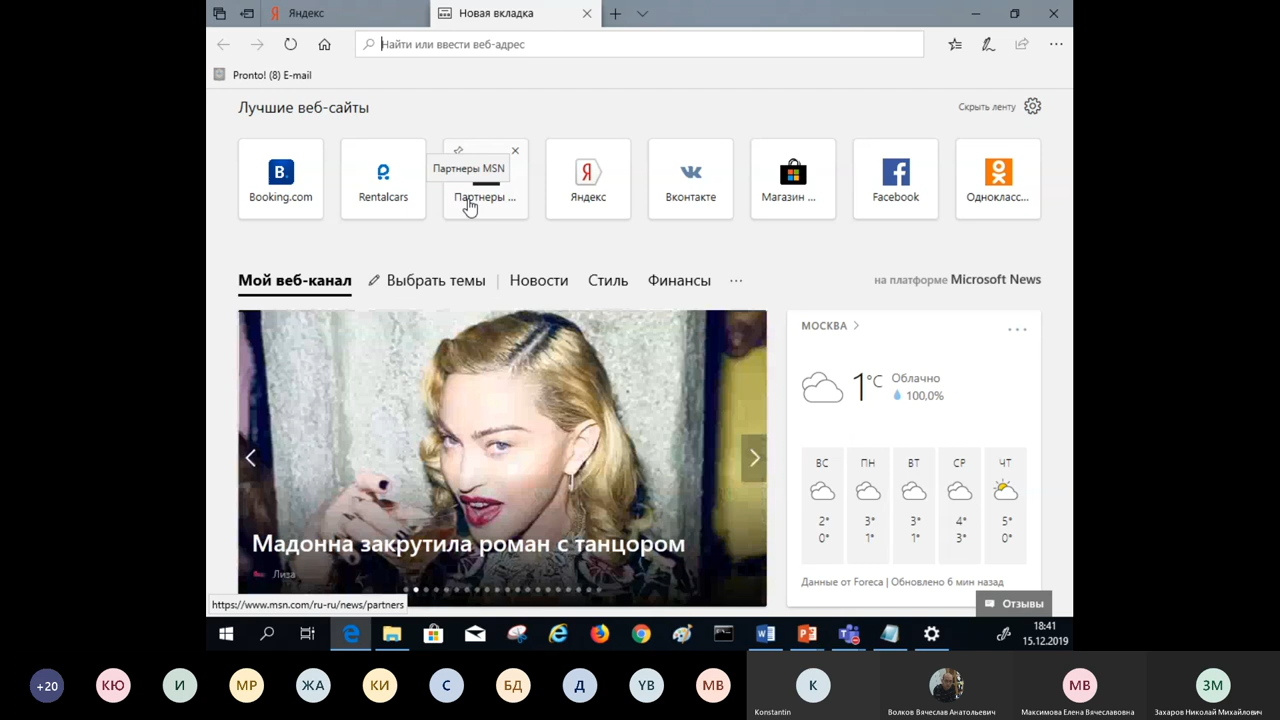 Яндекс
Новая вкладка
Найти или ввести веб-адрес
Pronto! (8) E-mail
Лучшие веб-сайты
Скрыть ленту
B.
Я
Партнеры MSN
Booking.com
Rentalcars
Партнеры ...
Яндекс
Вконтакте
Магазин ...
Facebook
Однокласс...
Мой веб-канал
Выбрать темы
Новости
Стиль
Финансы
на платформе Microsoft News
МОСКВА
1°C
Облачно
100,0%
ВС
ПН
ВТ
СР
ЧТ
2°
3°
3°
4°
5°
0°
1°
1°
3°
0°
Мадонна закрутила роман с танцором
Лиза
Данные от Foreca | Обновлено 6 мин назад
https://www.msn.com/ru-ru/news/partners
Отзывы
18:41
15.12.2019
+20
КЮ
И
МР
ЖА
КИ
С
БД
Д
YB
МВ
K
МВ
ЗМ
Konstantin
Волков Вячеслав Анатольевич
Максимова Елена Вячеславовна
Захаров Николай Михайлович